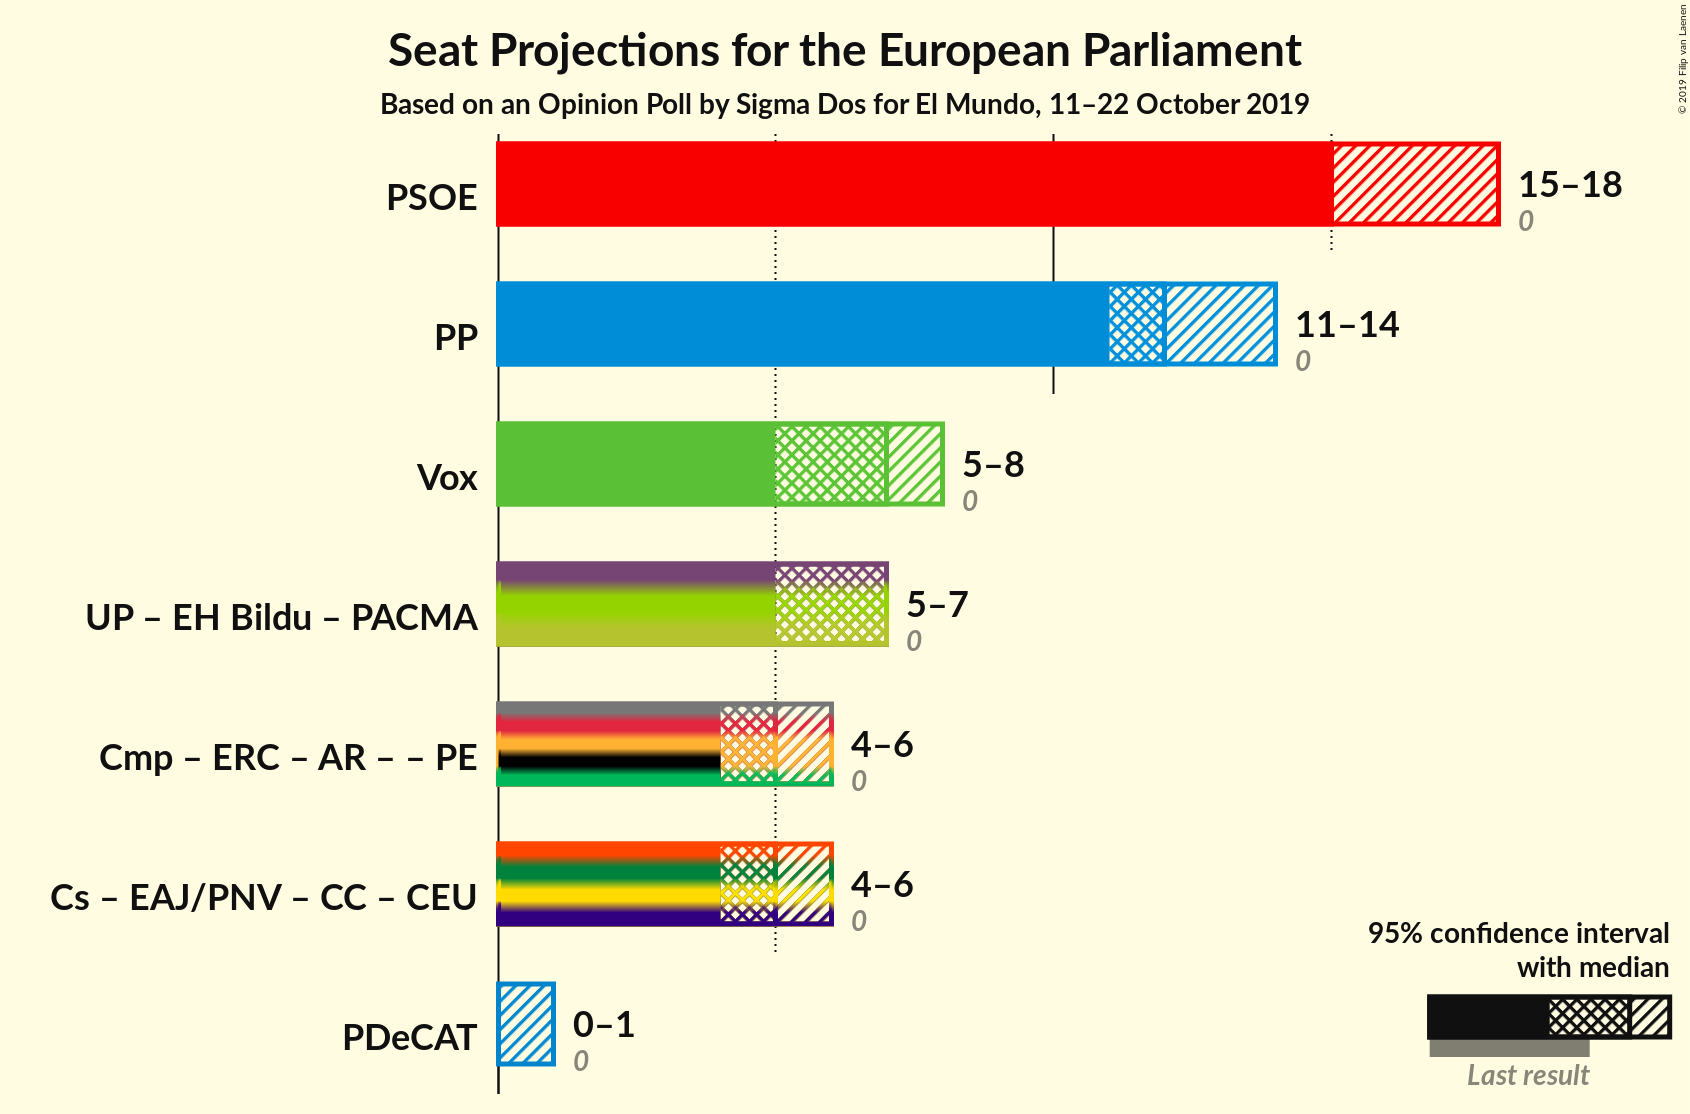 Seat Projections for the European Parliament
Based on an Opinion Poll by Sigma Dos for El Mundo, 11–22 October 2019
© 2019 Filip van Laenen
PSOE
15–18
0
PP
11–14
0
Vox
5–8
0
UP – EH Bildu – PACMA
5–7
0
Cmp – ERC – AR – – PE
4–6
0
Cs – EAJ/PNV – CC – CEU
4–6
0
PDeCAT
0–1
0
95% confidence interval
with median
Last result